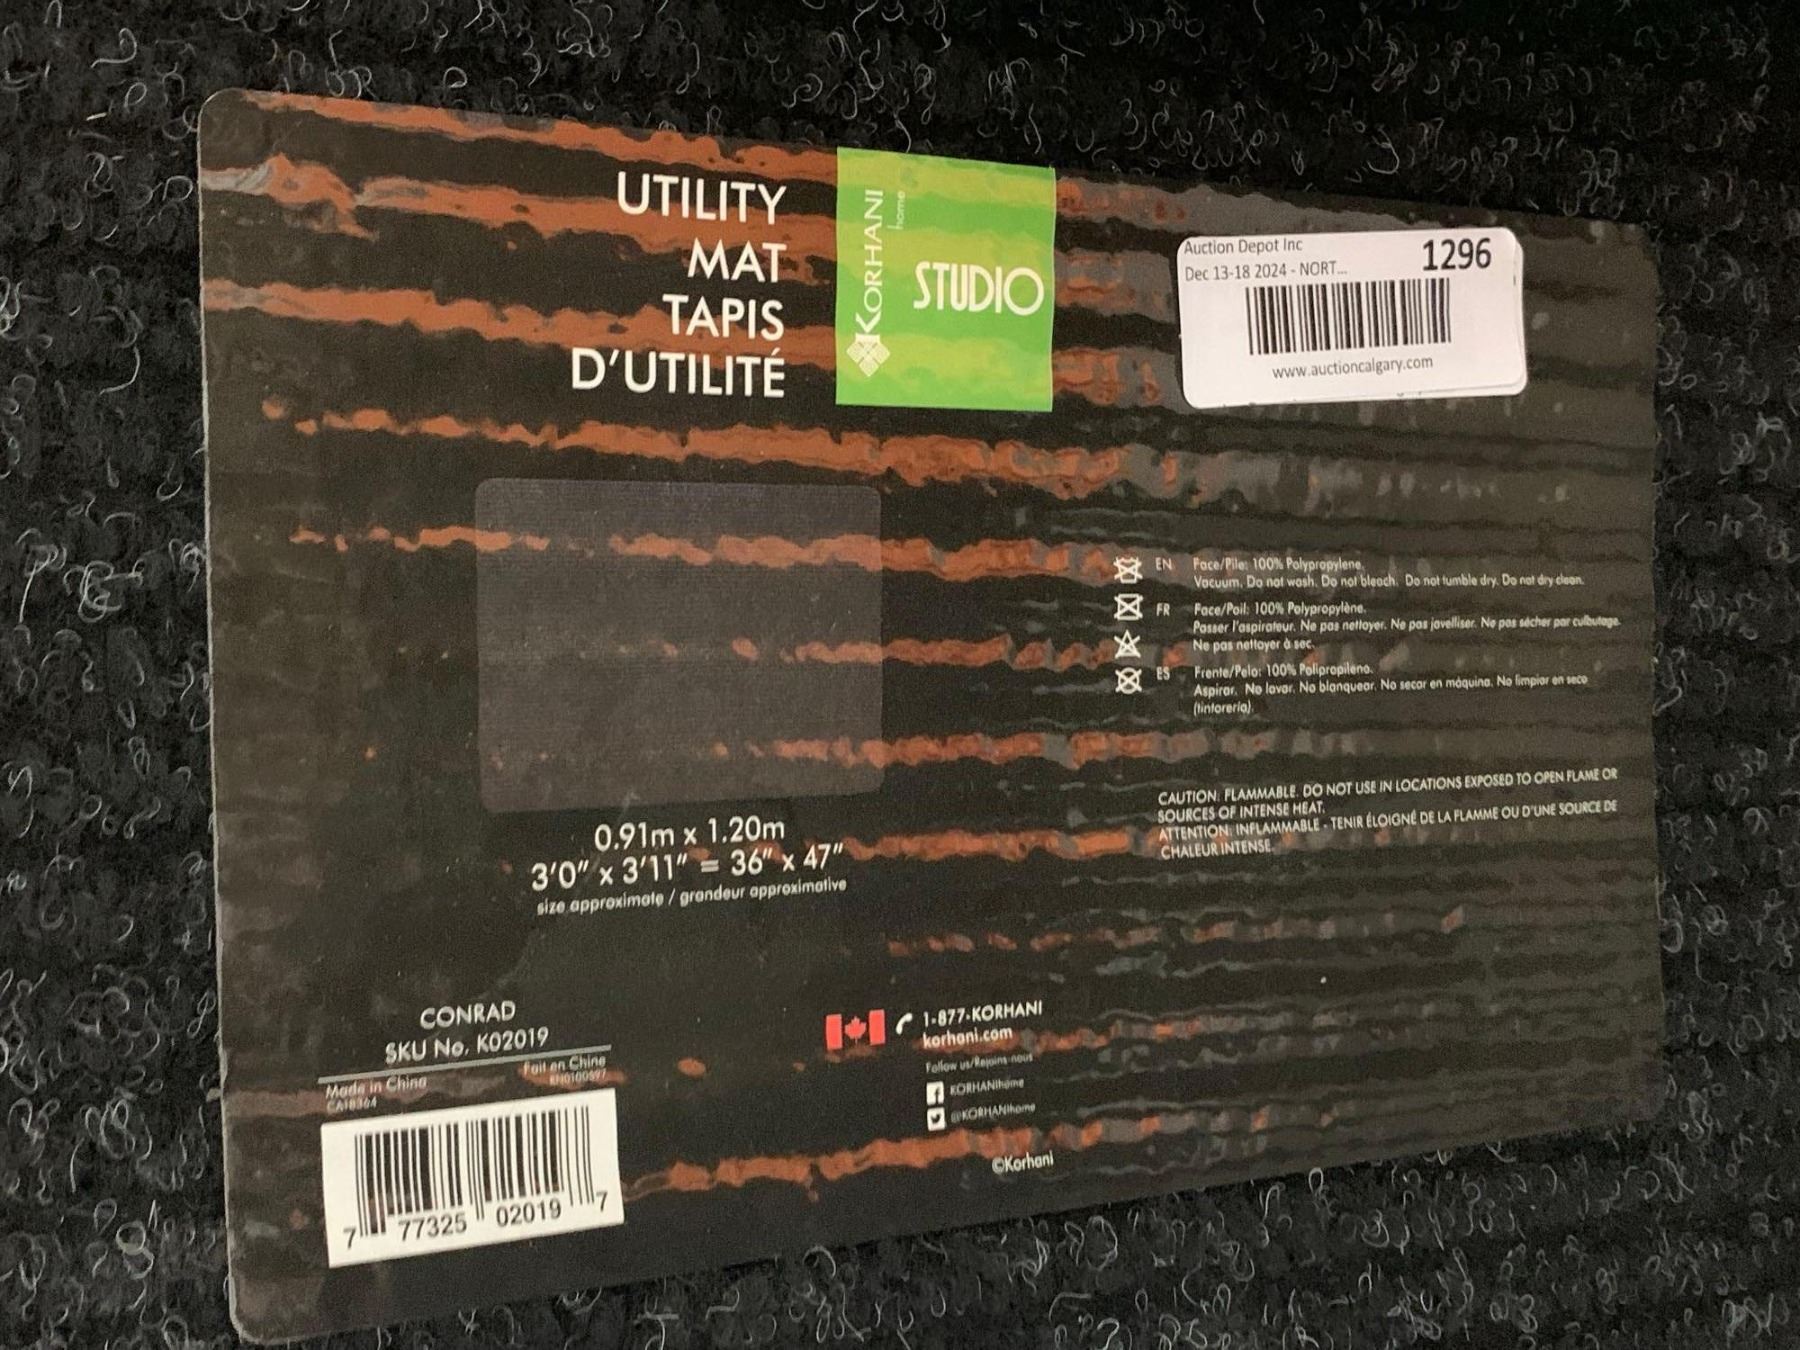 UTILITY
MAT
TAPIS
D'UTILITÉ
KORHANI
home
STUDIO
Auction Depot Inc
1296
Dec 13-18 2024 - NORT...
www.auctioncalgary.com
EN Face/Pile: 100% Polypropylene.
Vacuum. Do not wash. Do not bleach. Do not tumble dry. Do not dry clean.
FR Face/Poil: 100% Polypropylène.
Passer l'aspirateur. Ne pas nettoyer. Ne pas javelliser. Ne pas sécher par culbutage.
Ne pas nettoyer à sec.
ES Frente/Pelo: 100% Polipropileno.
Aspirar. No lavar. No blanquear. No secar en máquina. No limpiar en seco
(tintorería).
CAUTION: FLAMMABLE. DO NOT USE IN LOCATIONS EXPOSED TO OPEN FLAME OR
SOURCES OF INTENSE HEAT.
ATTENTION: INFLAMMABLE - TENIR ÉLOIGNÉ DE LA FLAMME OU D'UNE SOURCE DE
CHALEUR INTENSE.
0.91m x 1.20m
3'0" x 3'11" = 36" x 47"
size approximate / grandeur approximative
CONRAD
SKU No. K02019
Made in China
Fait en Chine
CA18364
EN0100597
7 77325 02019 7
1-877-KORHANI
korhani.com
Follow us/Rejoins-nous
KORHANIhome
@KORHANIhome
©Korhani